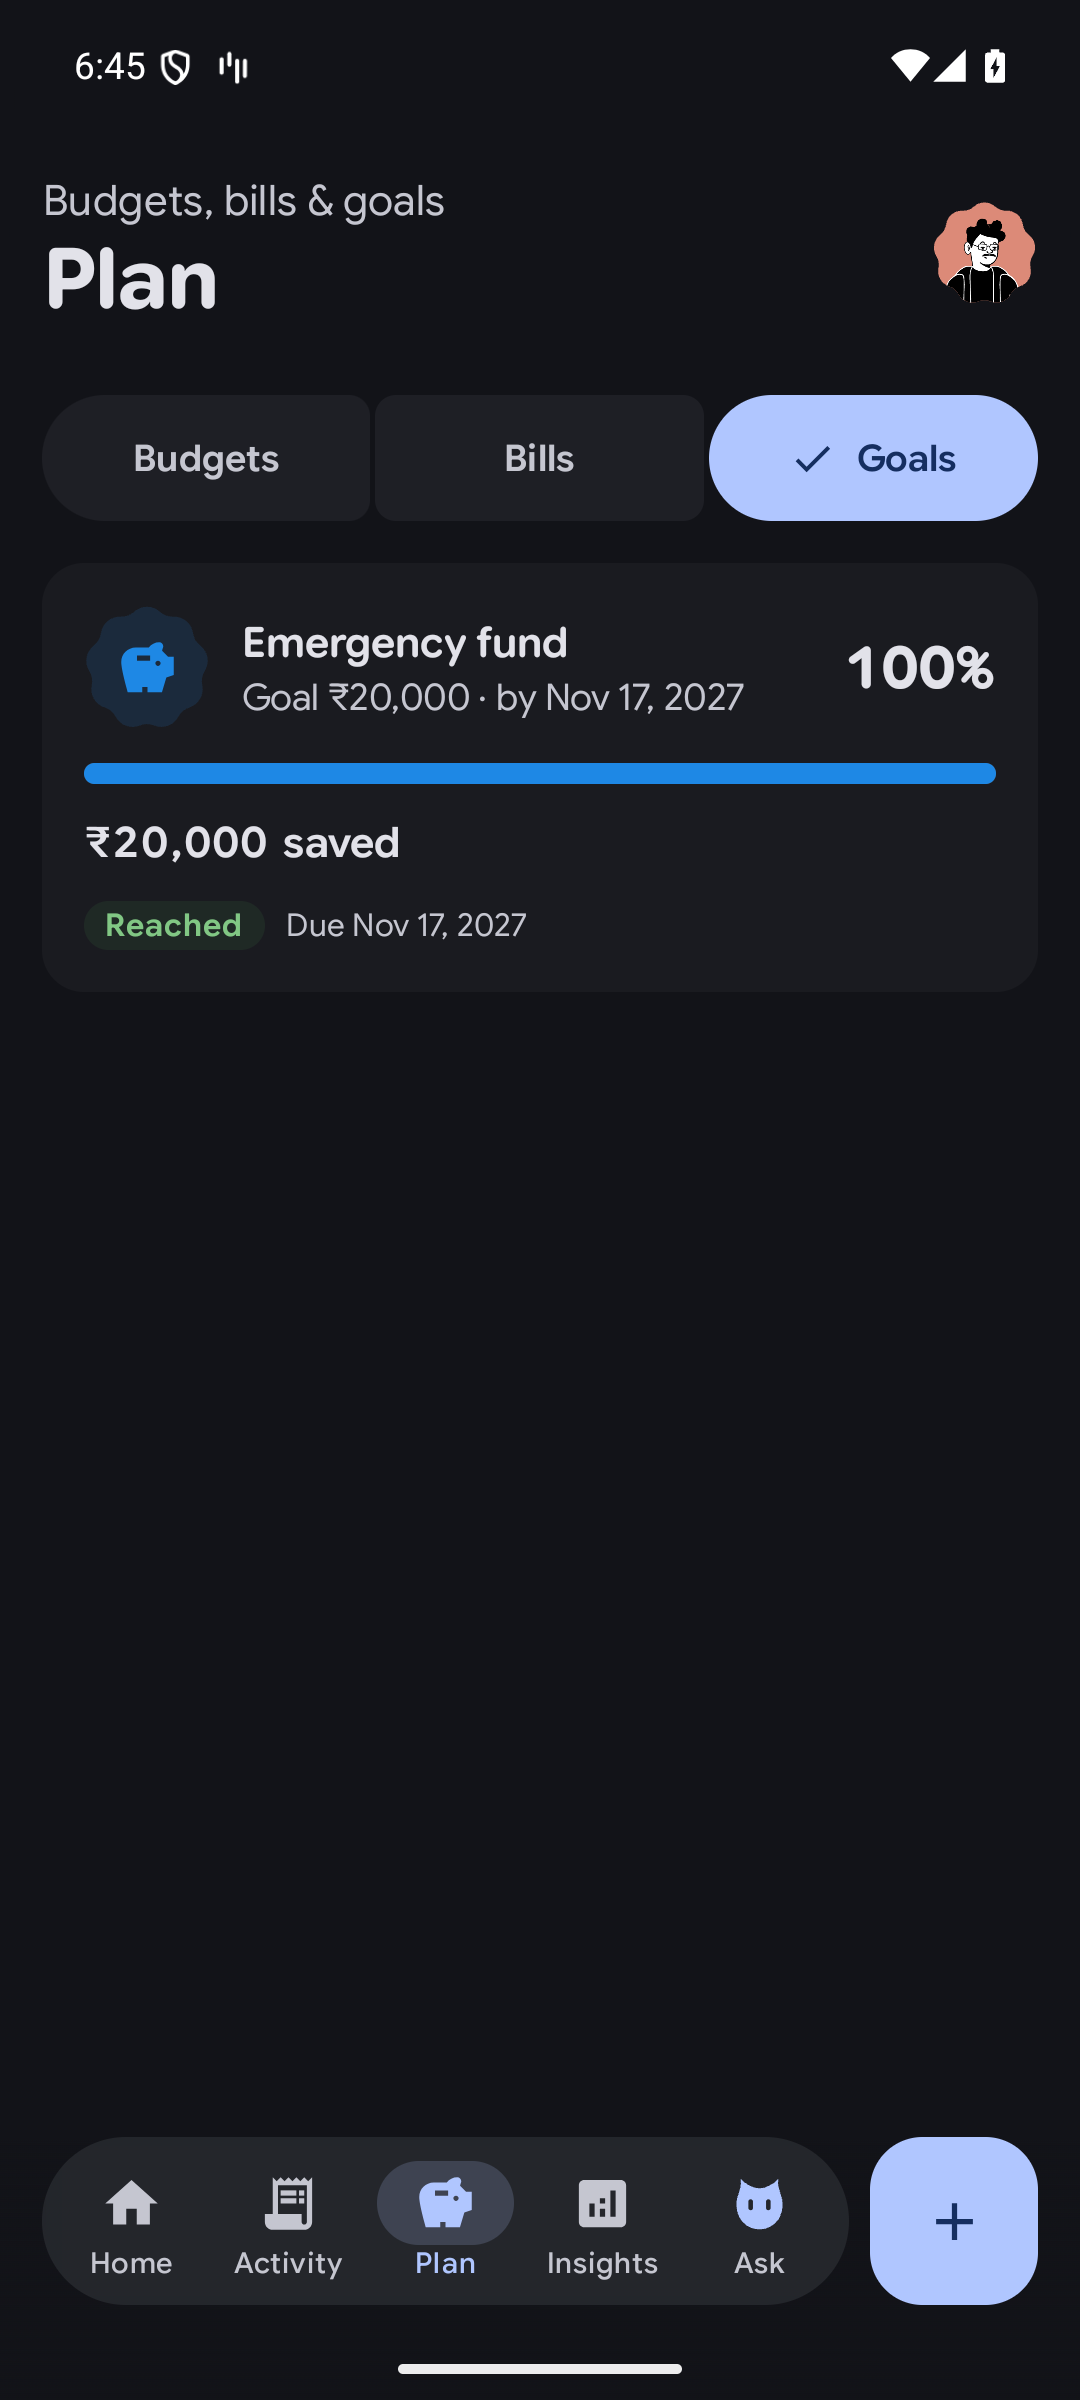 6:45
Budgets, bills & goals
Plan
Budgets
Bills
Goals
Emergency fund
Goal ₹20,000 · by Nov 17, 2027
100%
₹20,000 saved
Reached
Due Nov 17, 2027
Home
Activity
Plan
Insights
Ask